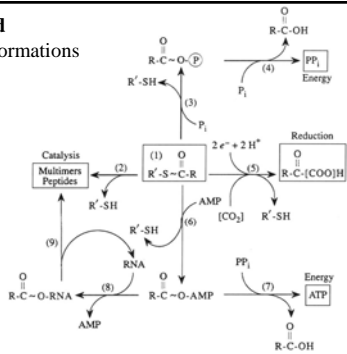 d
ormations
O
R-C~O-P
O
R-C-OH
(4)
PPi
Energy
Pi
R'-SH
(3)
Pi
Catalysis
Multimers
Peptides
(2)
R'-SH
(1) O
R'-S~C-R
2 e- + 2 H+
(5)
[CO2]
R'-SH
Reduction
O
R-C-[COO]H
AMP
(6)
R'-SH
RNA
(9)
O
R-C~O-RNA
(8)
AMP
O
R-C~O-AMP
PPi
(7)
Energy
ATP
O
R-C-OH